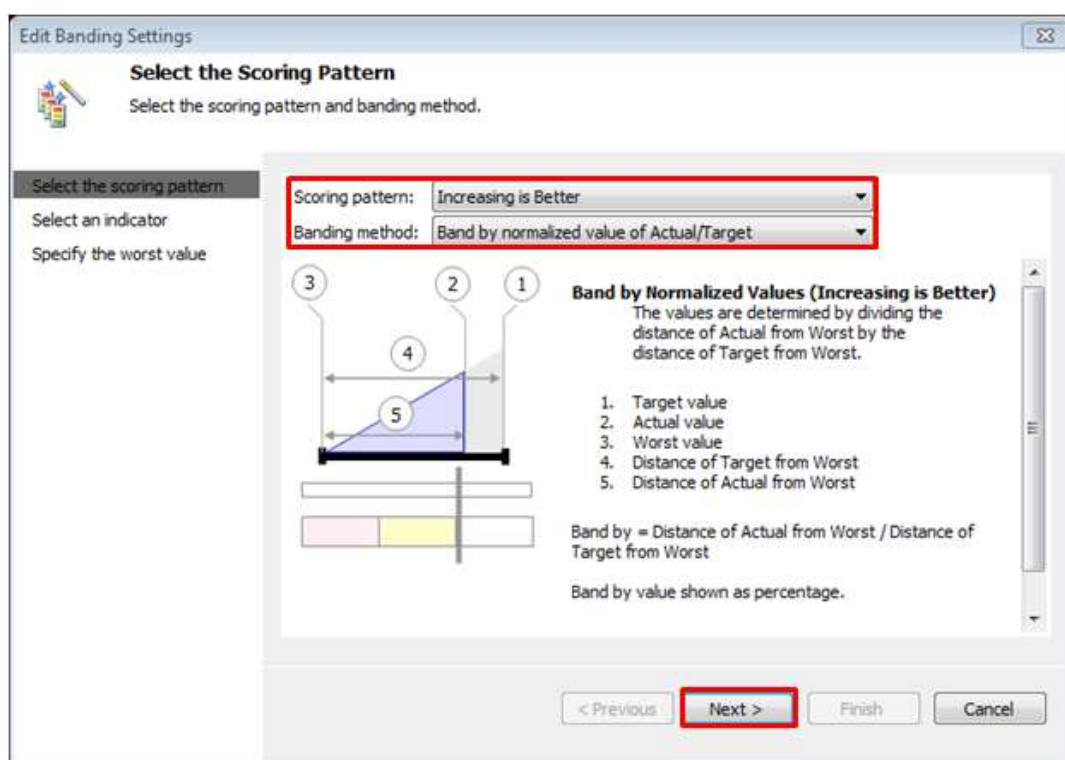 Edit Banding Settings
Select the Scoring Pattern
Select the scoring pattern and banding method.
Select the scoring pattern
Select an indicator
Specify the worst value
Scoring pattern: Increasing is Better
Banding method: Band by normalized value of Actual/Target
3 2 1
4
5
Band by Normalized Values (Increasing is Better)
The values are determined by dividing the
distance of Actual from Worst by the
distance of Target from Worst.
1. Target value
2. Actual value
3. Worst value
4. Distance of Target from Worst
5. Distance of Actual from Worst
Band by = Distance of Actual from Worst / Distance of
Target from Worst
Band by value shown as percentage.
< Previous Next > Finish Cancel